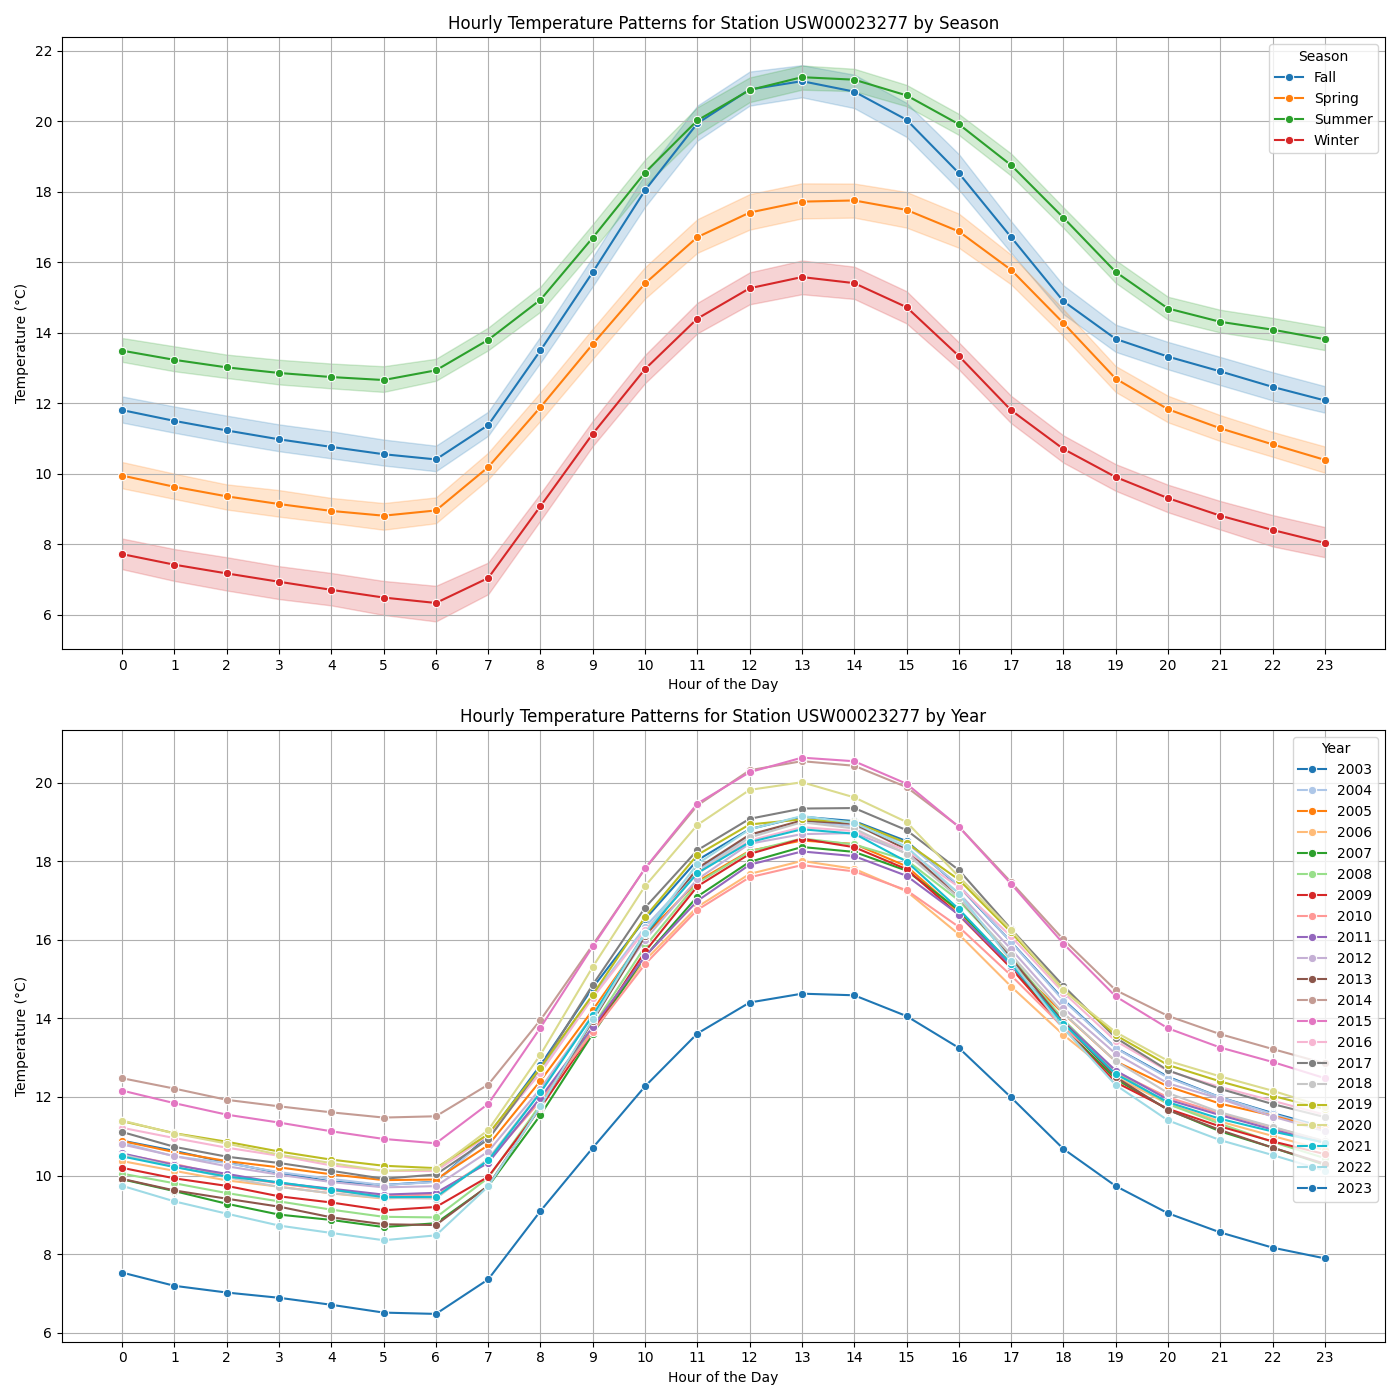 Hourly Temperature Patterns for Station USW00023277 by Season
Temperature (°C)
22
20
18
16
14
12
10
8
6
Season
Fall
Spring
Summer
Winter
0 1 2 3 4 5 6 7 8 9 10 11 12 13 14 15 16 17 18 19 20 21 22 23
Hour of the Day
Hourly Temperature Patterns for Station USW00023277 by Year
Temperature (°C)
20
18
16
14
12
10
8
6
Year
2003
2004
2005
2006
2007
2008
2009
2010
2011
2012
2013
2014
2015
2016
2017
2018
2019
2020
2021
2022
2023
0 1 2 3 4 5 6 7 8 9 10 11 12 13 14 15 16 17 18 19 20 21 22 23
Hour of the Day